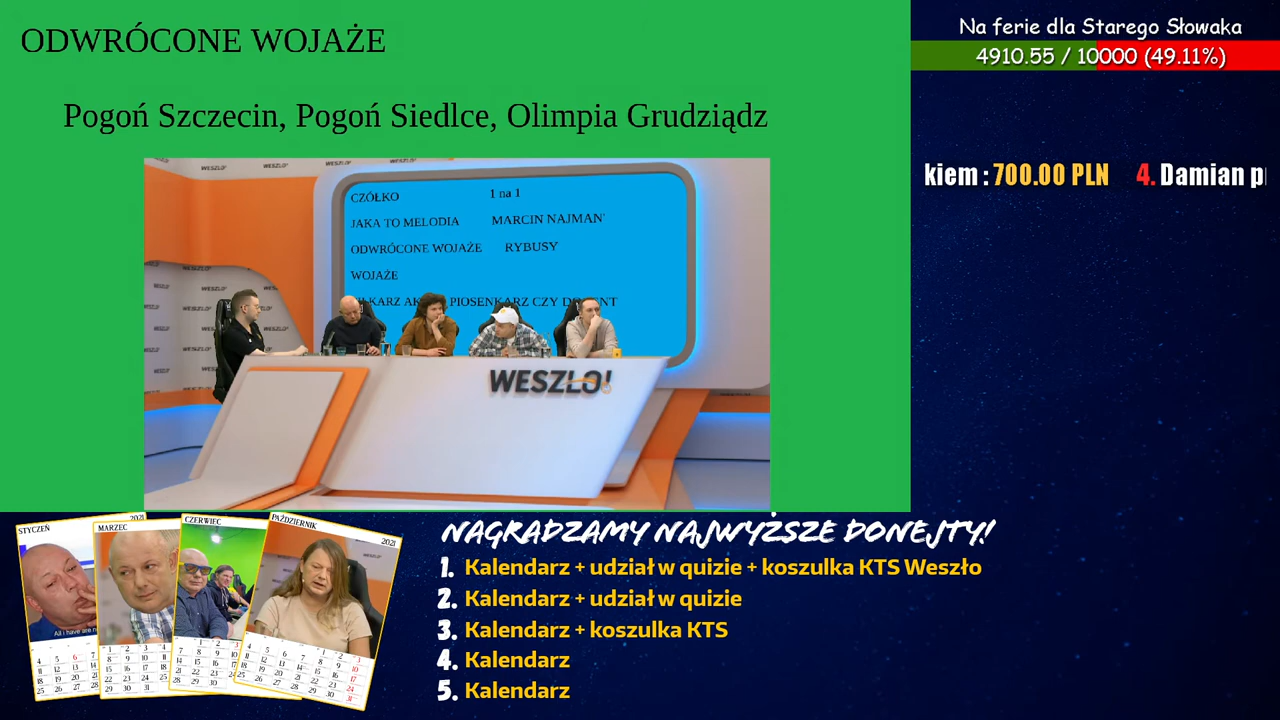 ODWRÓCONE WOJAŻE
Pogoń Szczecin, Pogoń Siedlce, Olimpia Grudziądz
Na ferie dla Starego Słowaka
4910.55 / 10000 (49.11%)
kiem : 700.00 PLN 4. Damian p
CZÓŁKO 1 na 1
JAKA TO MELODIA MARCIN NAJMAN
ODWRÓCONE WOJAŻE RYBUSY
WOJAŻE
PIOSENKARZ CZY
WESZŁO!
STYCZEŃ 2021
MARZEC
CZERWIEC
PAŹDZIERNIK 2021
NAGRADZAMY NAJWYŻSZE DONEJTY!
1. Kalendarz + udział w quizie + koszulka KTS Weszło
2. Kalendarz + udział w quizie
3. Kalendarz + koszulka KTS
4. Kalendarz
5. Kalendarz